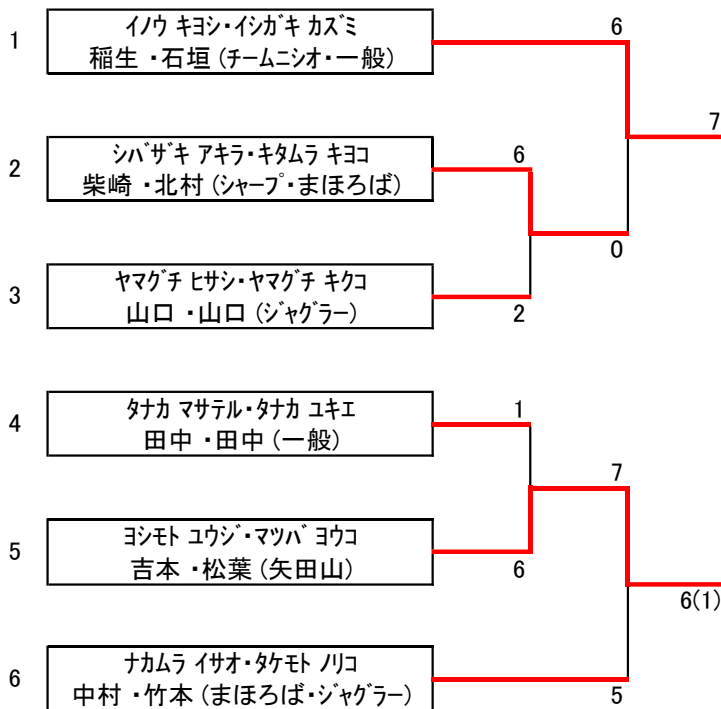 1
イノウ キヨシ・イシガキ カズミ
稲生 ・石垣 (チームニシオ・一般)
6
7
2
シバザキ アキラ・キタムラ キヨコ
柴崎 ・北村 (シャープ・まほろば)
6
0
3
ヤマグチ ヒサシ・ヤマグチ キクコ
山口 ・山口 (ジャグラー)
2
4
タナカ マサテル・タナカ ユキエ
田中 ・田中 (一般)
1
7
5
ヨシモト ユウジ・マツバ ヨウコ
吉本 ・松葉 (矢田山)
6
6(1)
6
ナカムラ イサオ・タケモト ノリコ
中村 ・竹本 (まほろば・ジャグラー)
5